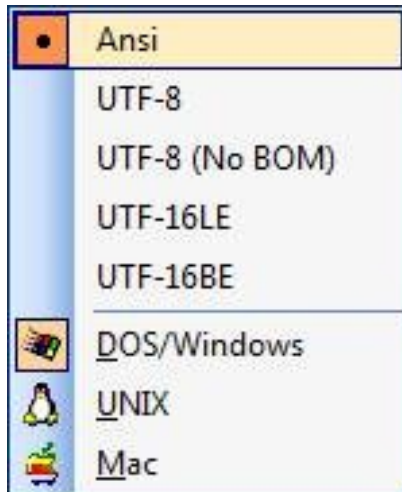 Ansi
UTF-8
UTF-8 (No BOM)
UTF-16LE
UTF-16BE
DOS/Windows
UNIX
Mac